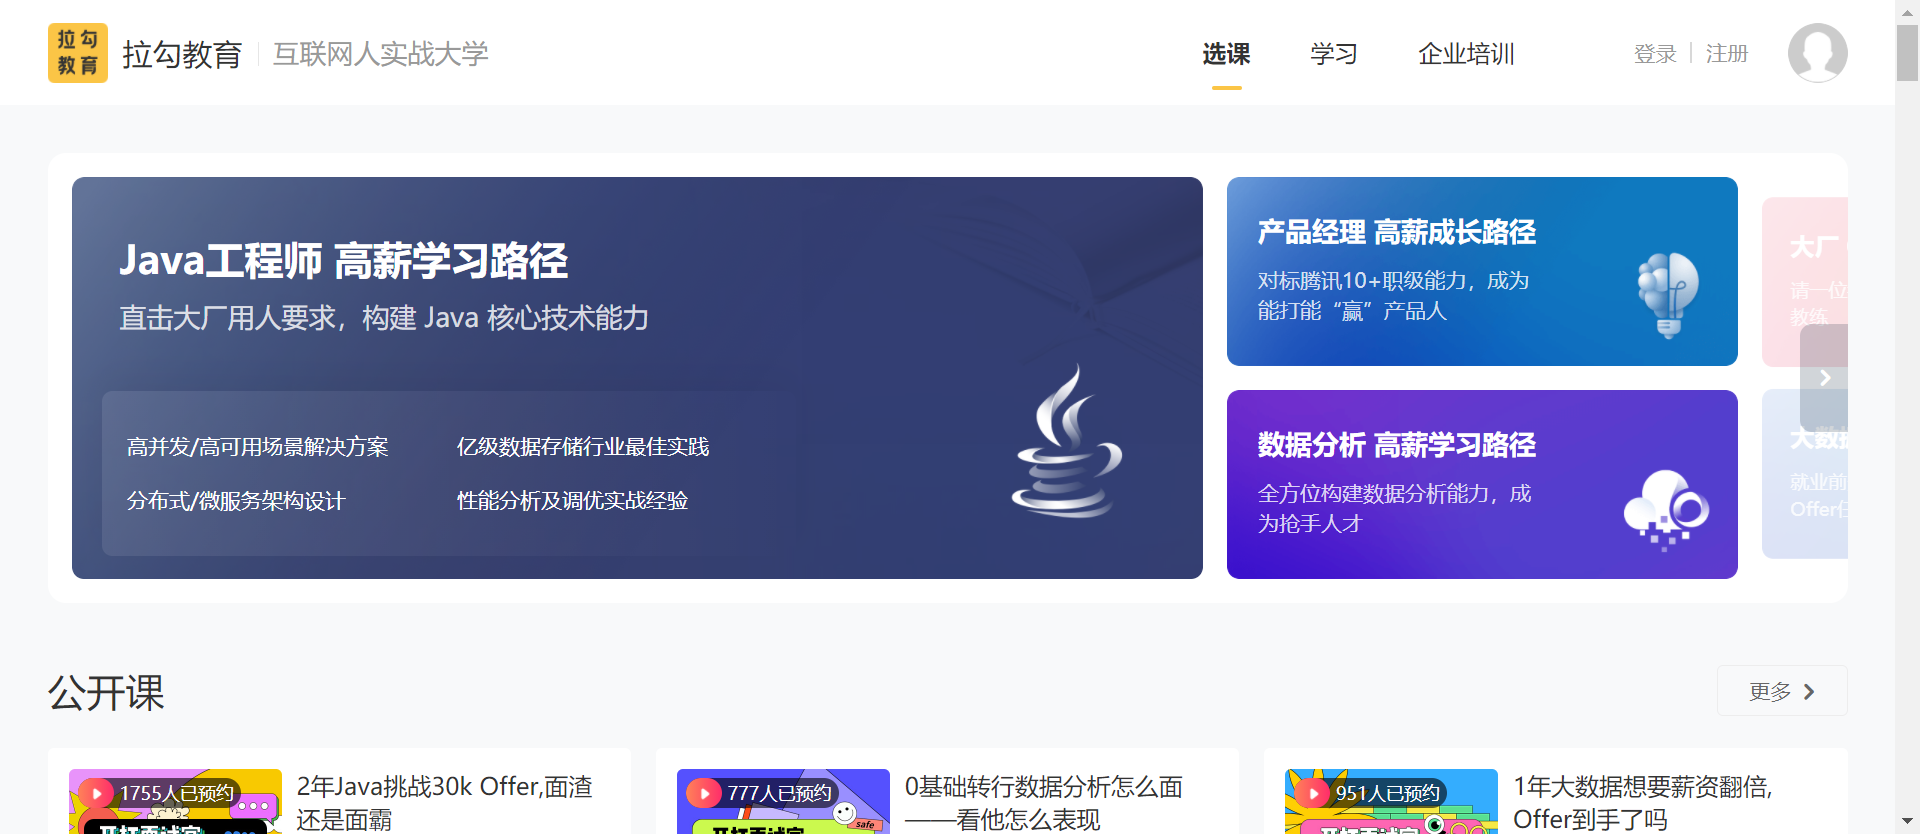 拉勾
教育
拉勾教育
互联网人实战大学
选课
学习
企业培训
登录
注册
Java工程师 高薪学习路径
直击大厂用人要求，构建 Java 核心技术能力
高并发/高可用场景解决方案
亿级数据存储行业最佳实践
分布式/微服务架构设计
性能分析及调优实战经验
产品经理 高薪成长路径
对标腾讯10+职级能力，成为
能打能“赢”产品人
数据分析 高薪学习路径
全方位构建数据分析能力，成
为抢手人才
大厂
请一位
教练
大数据
就业前
Offer
公开课
更多
1755人已预约
2年Java挑战30k Offer,面渣
还是面霸
777人已预约
safe
0基础转行数据分析怎么面
——看他怎么表现
951人已预约
1年大数据想要薪资翻倍,
Offer到手了吗